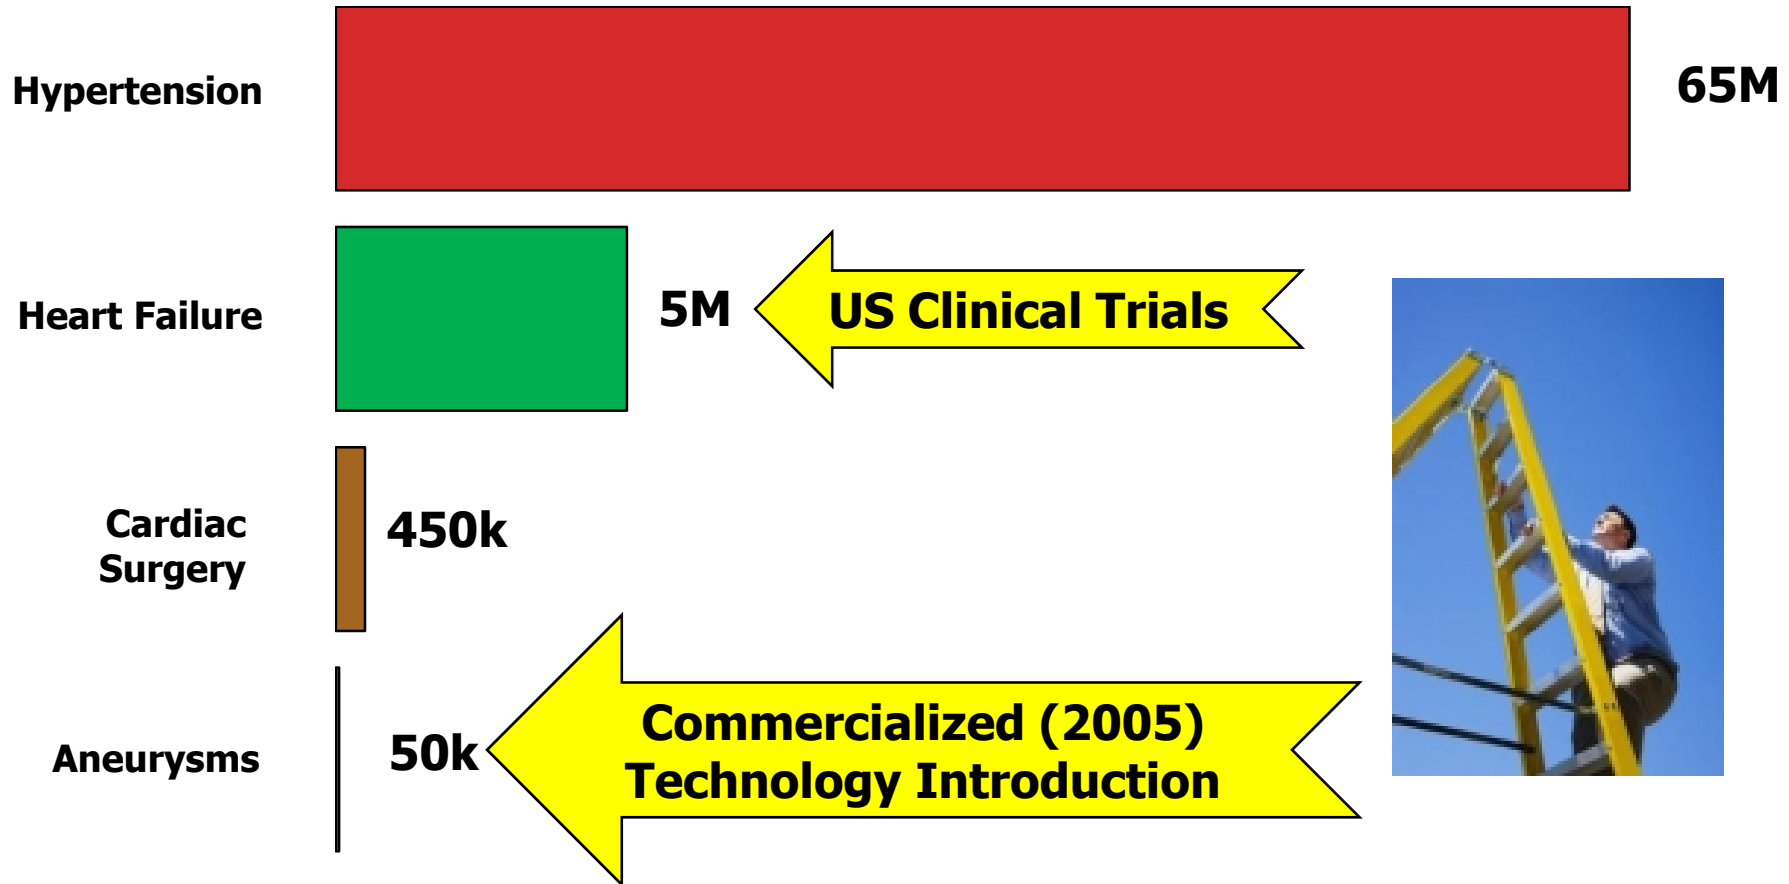 Hypertension
65M
Heart Failure
5M
US Clinical Trials
Cardiac
Surgery
450k
Aneurysms
50k
Commercialized (2005)
Technology Introduction